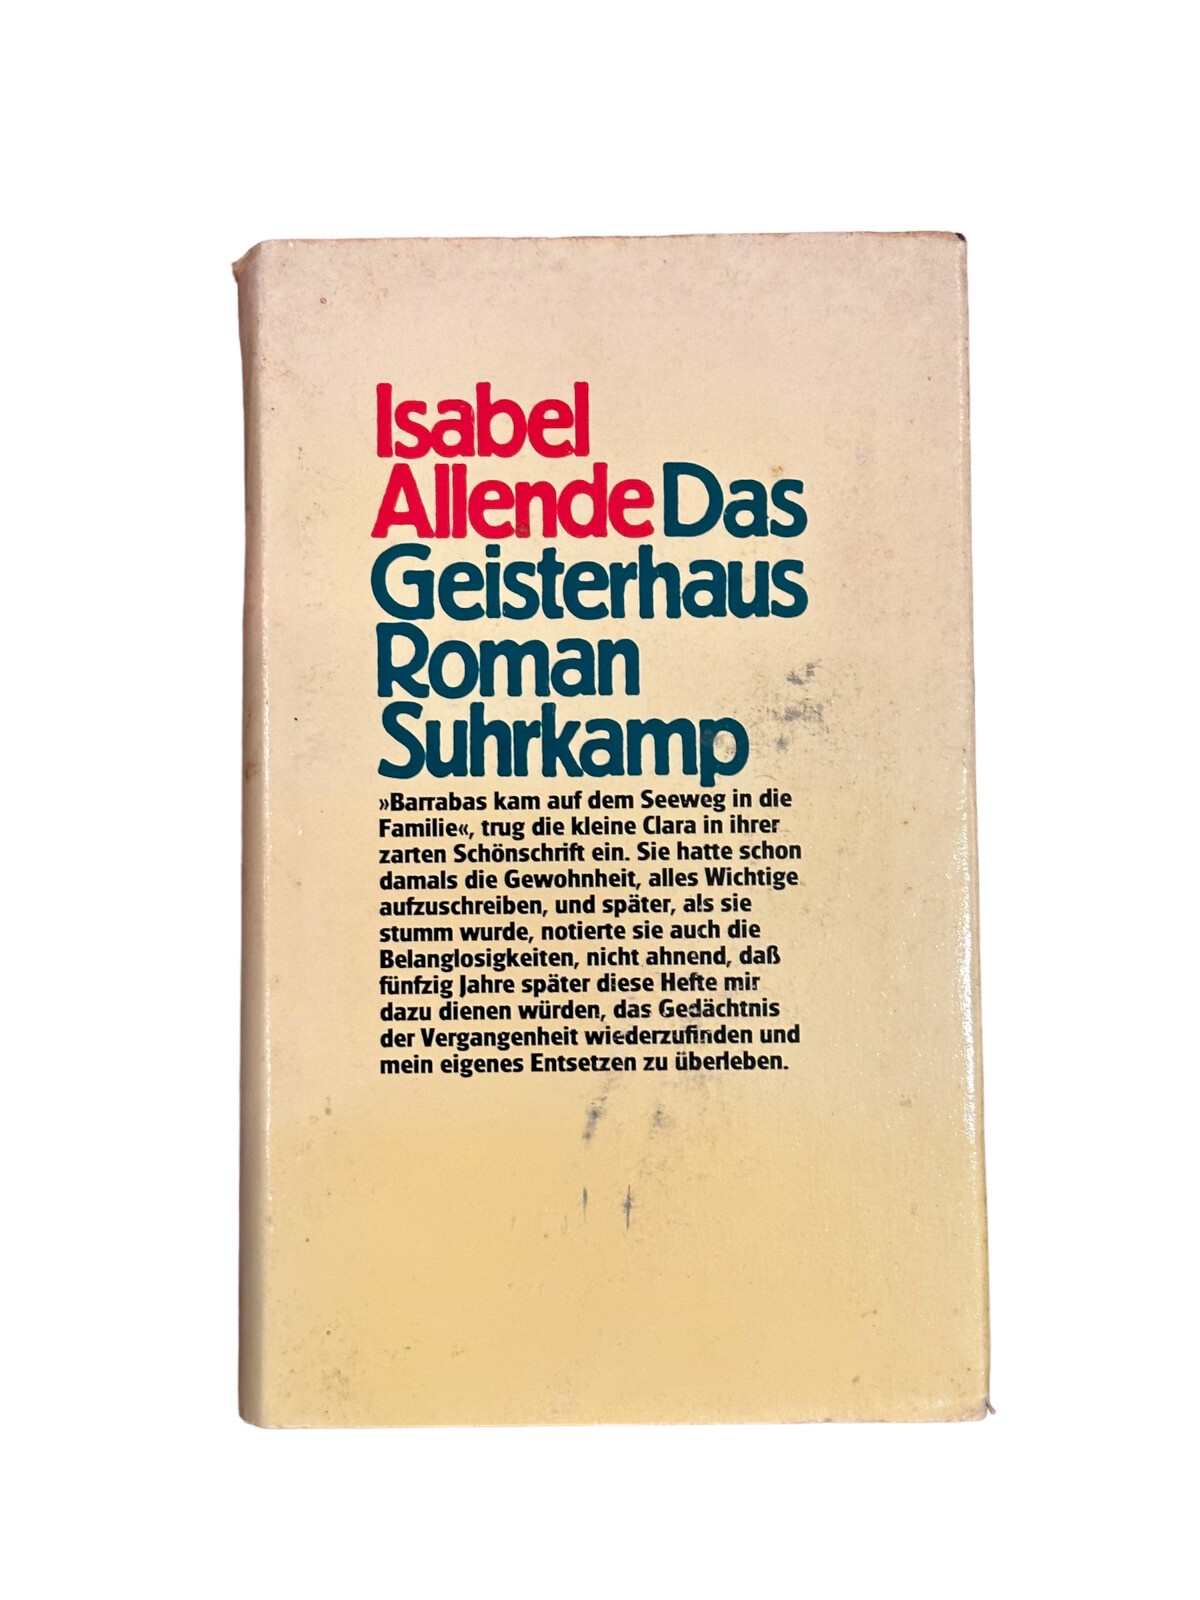 Isabel
Allende Das
Geisterhaus
Roman
Suhrkamp
»Barrabas kam auf dem Seeweg in die
Familie«, trug die kleine Clara in ihrer
zarten Schönschrift ein. Sie hatte schon
damals die Gewohnheit, alles Wichtige
aufzuschreiben, und später, als sie
stumm wurde, notierte sie auch die
Belanglosigkeiten, nicht ahnend, daß
fünfzig Jahre später diese Hefte mir
dazu dienen würden, das Gedächtnis
der Vergangenheit wiederzufinden und
mein eigenes Entsetzen zu überleben.